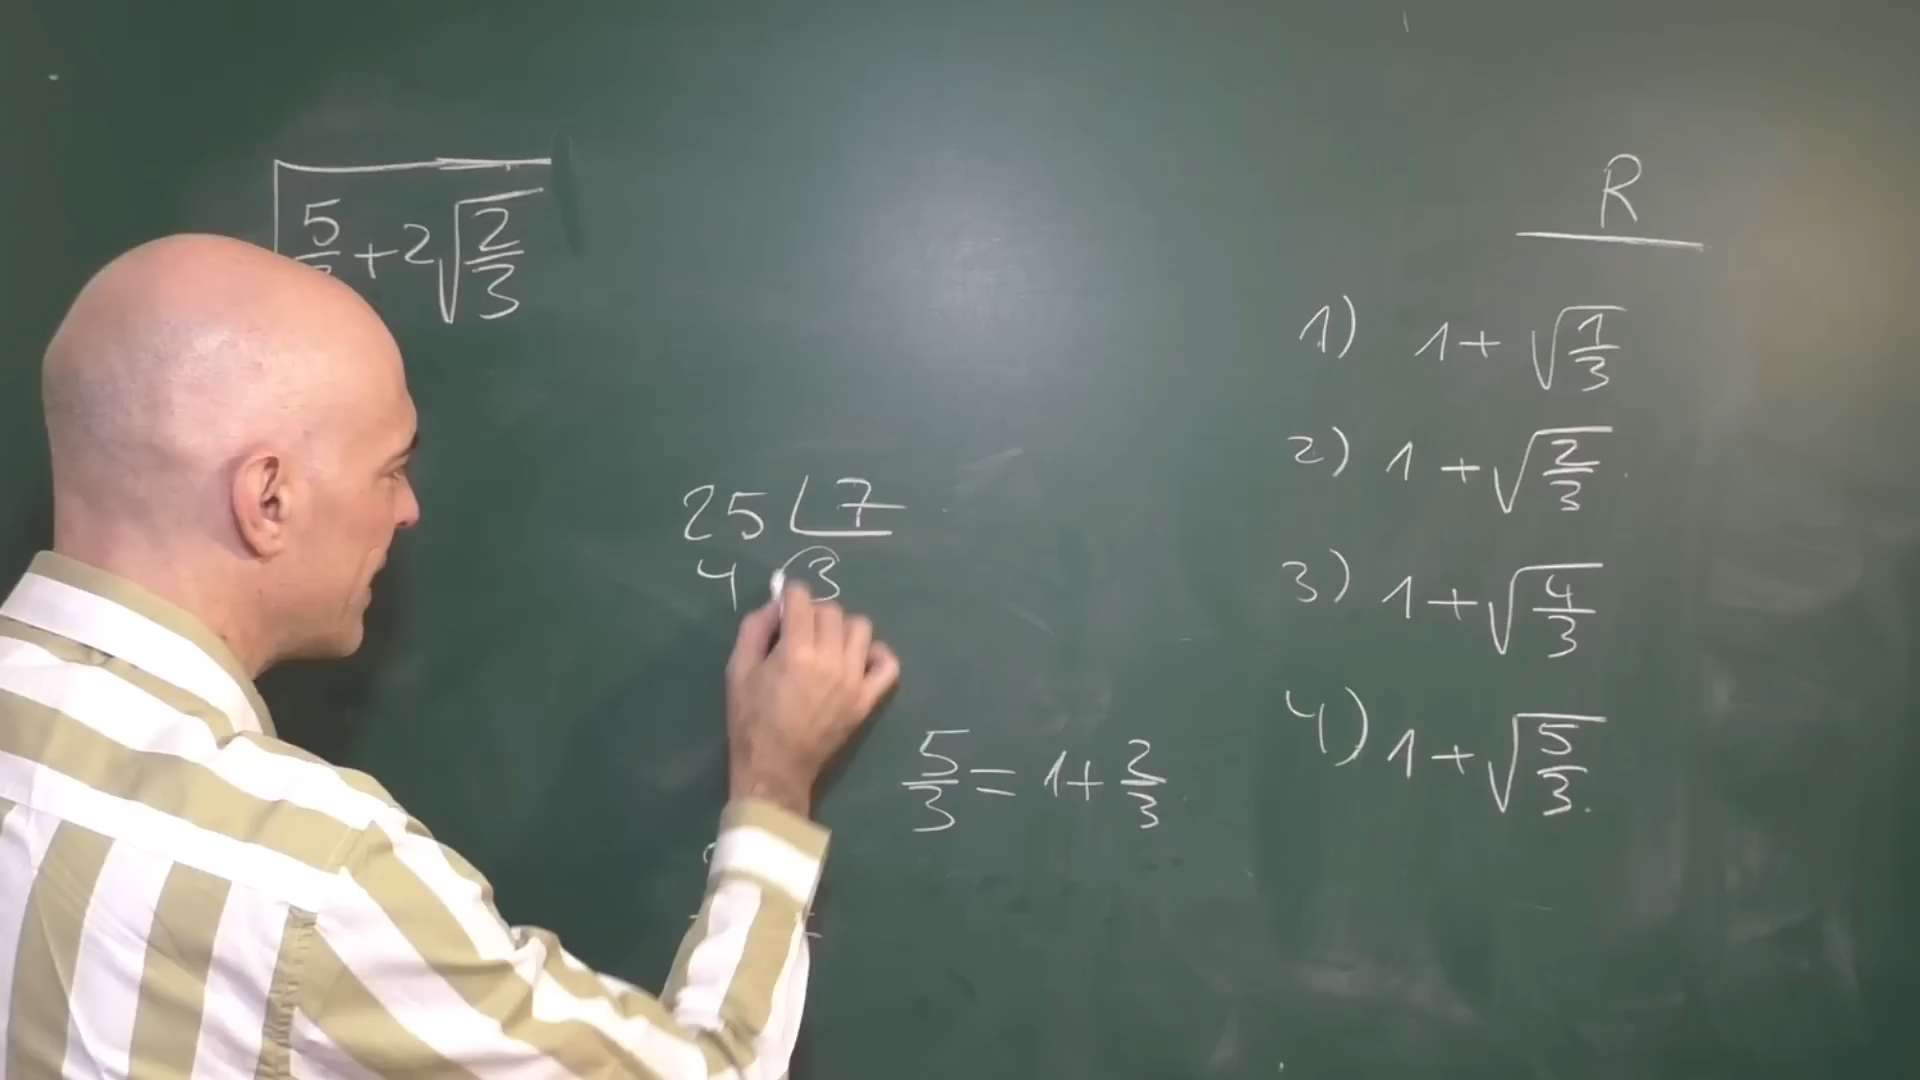 √(5/3 + 2√(2/3))
R
1) 1 + √(1/3)
2) 1 + √(2/3)
3) 1 + √(4/3)
4) 1 + √(5/3)
25 ⌊7
4 3
5/3 = 1 + 2/3